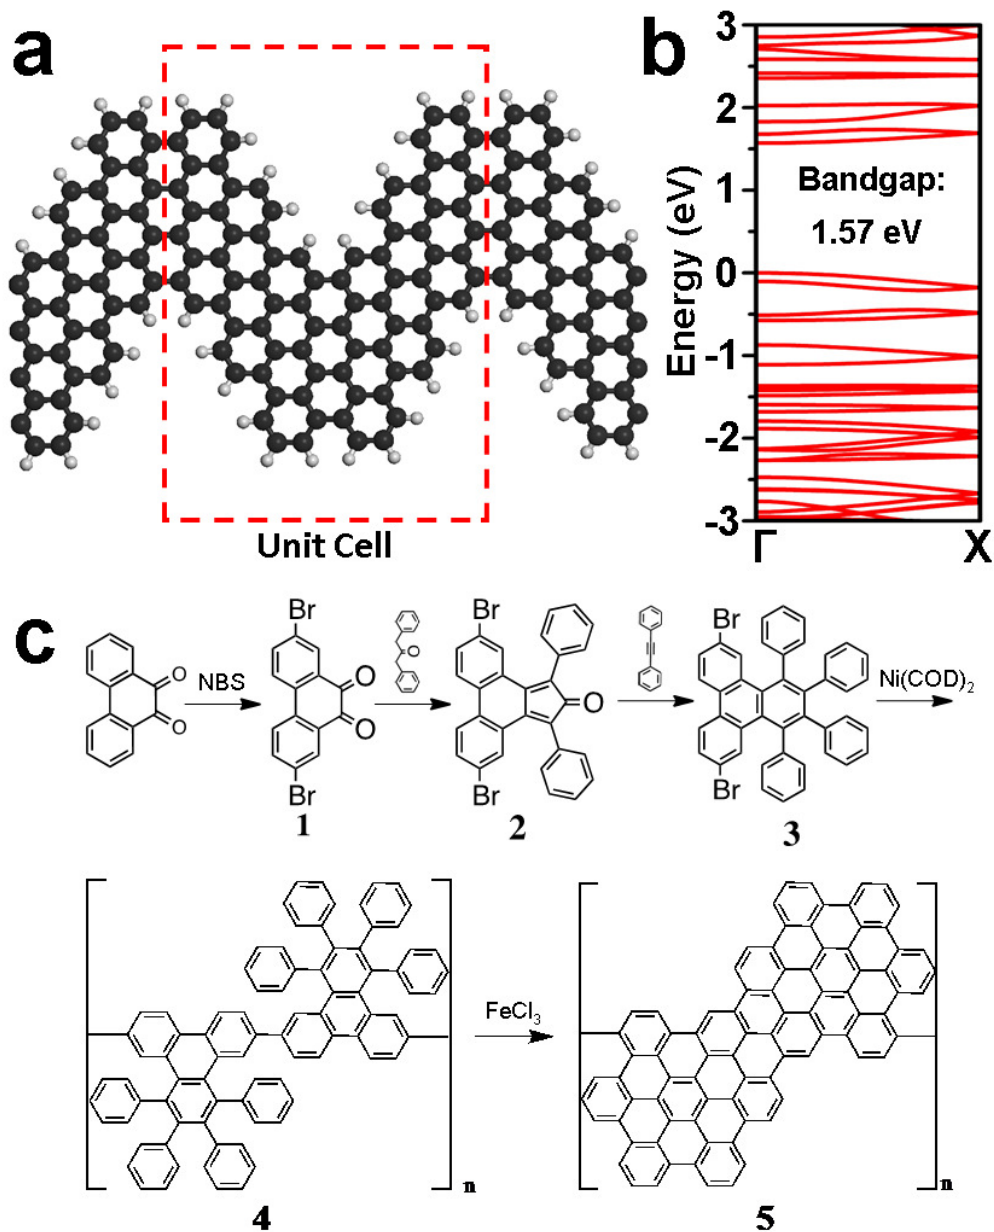 a
Unit Cell
b
Energy (eV)
3
2
1
0
-1
-2
-3
Bandgap:
1.57 eV
Γ
X
c
O
O
NBS
Br
O
O
Br
1
O
Br
O
Br
2
Br
Br
3
Ni(COD)2
n
4
FeCl3
n
5